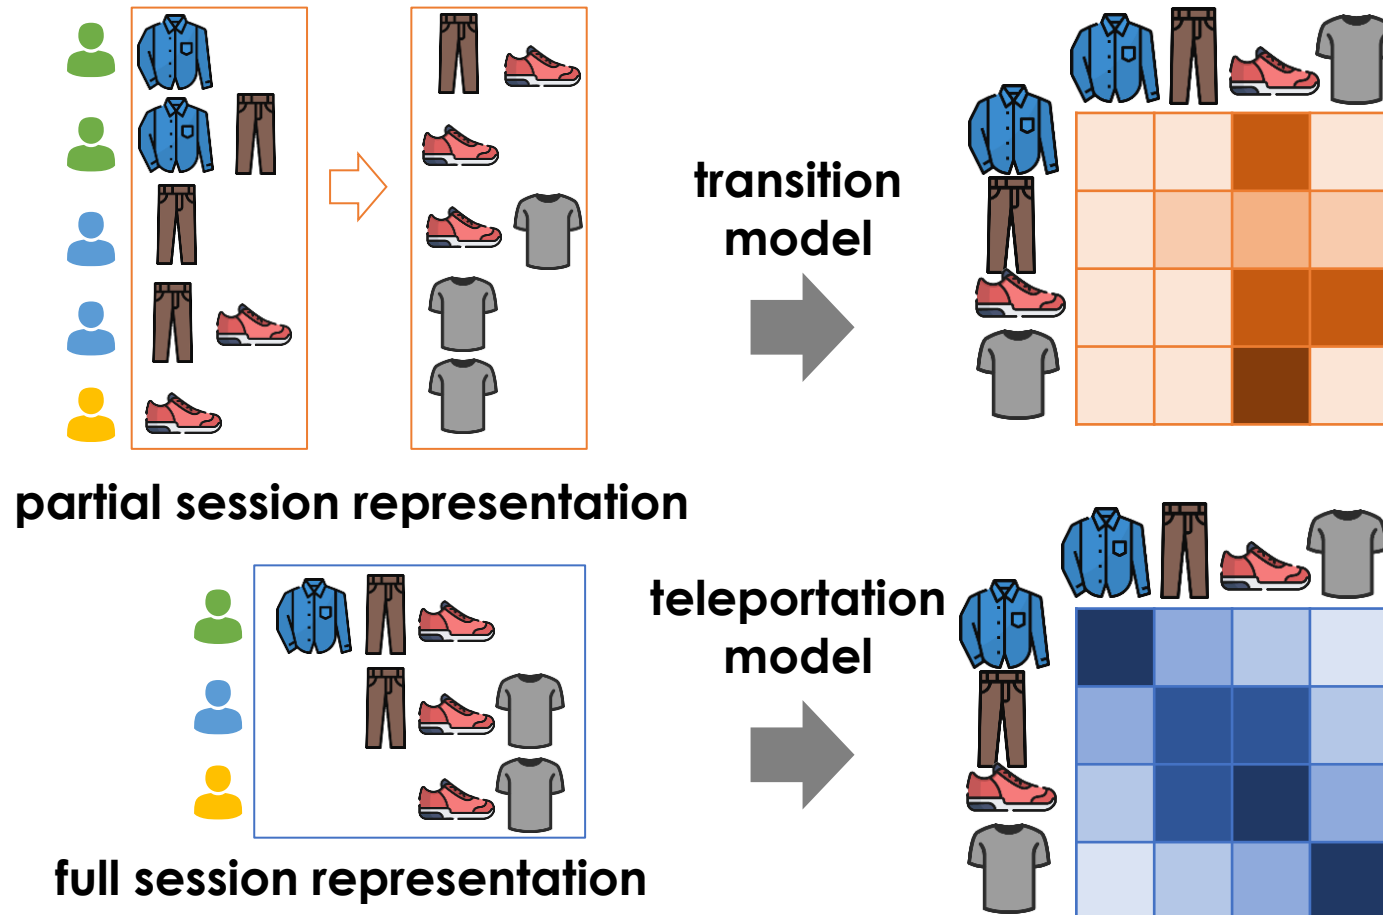 transition
model
partial session representation
teleportation
model
full session representation